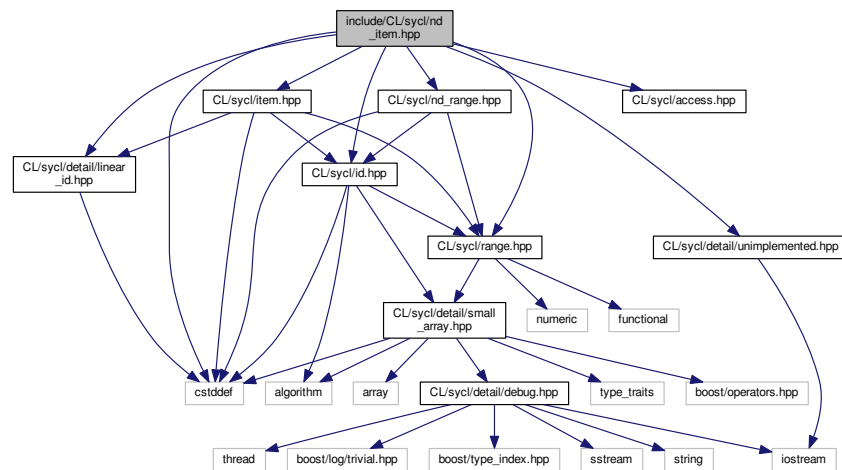 include/CL/sycl/nd
_item.hpp
CL/sycl/item.hpp
CL/sycl/nd_range.hpp
CL/sycl/access.hpp
CL/sycl/detail/linear
_id.hpp
CL/sycl/id.hpp
CL/sycl/range.hpp
CL/sycl/detail/unimplemented.hpp
CL/sycl/detail/small
_array.hpp
numeric
functional
cstddef
algorithm
array
CL/sycl/detail/debug.hpp
type_traits
boost/operators.hpp
thread
boost/log/trivial.hpp
boost/type_index.hpp
sstream
string
iostream